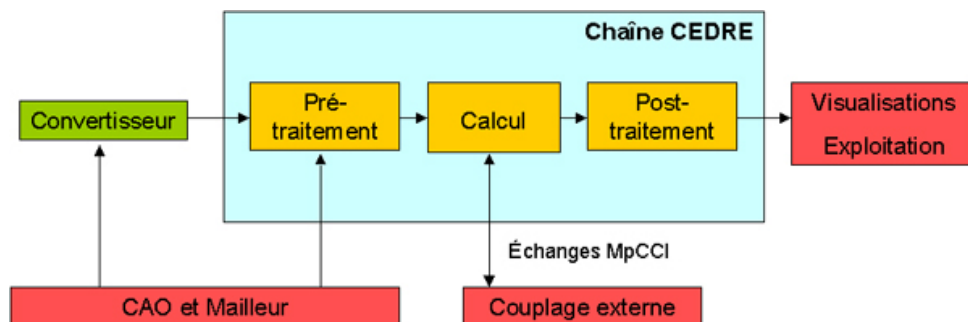 Chaîne CEDRE
Convertisseur
Pré-
traitement
Calcul
Post-
traitement
Visualisations
Exploitation
Échanges MpCCI
CAO et Mailleur
Couplage externe